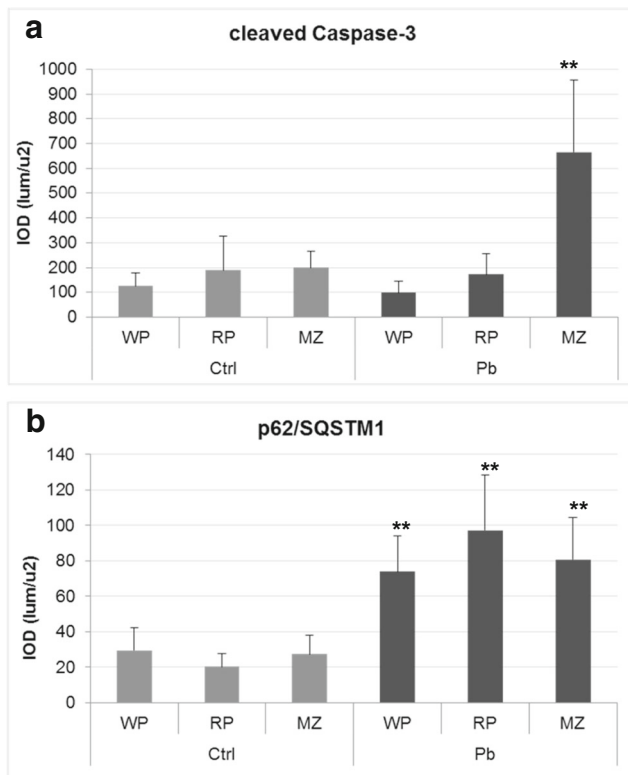 a
cleaved Caspase-3
IOD (lum/u2)
1000
900
800
700
600
500
400
300
200
100
0
**
WP RP MZ WP RP MZ
Ctrl Pb
b
p62/SQSTM1
IOD (lum/u2)
140
120
100
80
60
40
20
0
** ** **
WP RP MZ WP RP MZ
Ctrl Pb